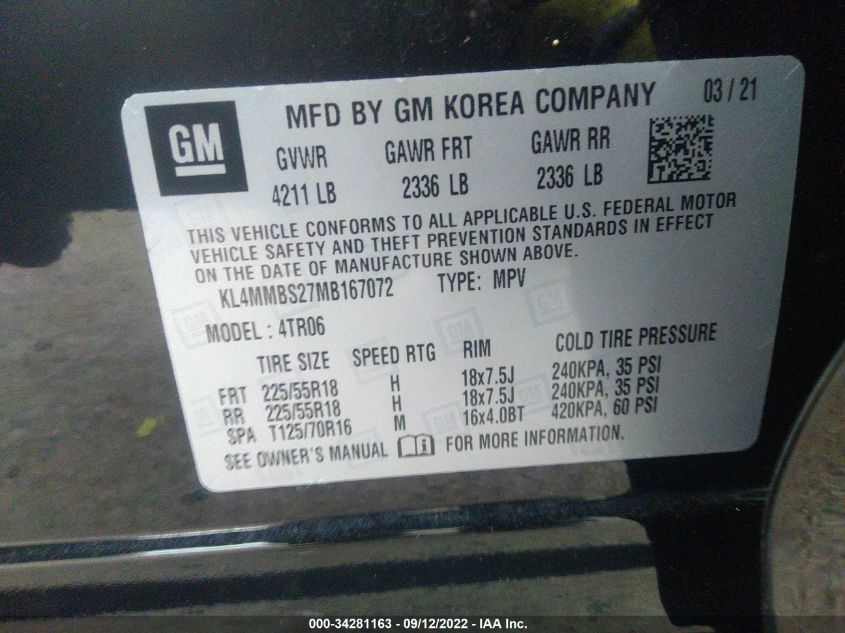 MFD BY GM KOREA COMPANY 03 / 21
GM
GVWR GAWR FRT GAWR RR
4211 LB 2336 LB 2336 LB
THIS VEHICLE CONFORMS TO ALL APPLICABLE U.S. FEDERAL MOTOR
VEHICLE SAFETY AND THEFT PREVENTION STANDARDS IN EFFECT
ON THE DATE OF MANUFACTURE SHOWN ABOVE.
KL4MMBS27MB167072 TYPE: MPV
MODEL : 4TR06
TIRE SIZE SPEED RTG RIM COLD TIRE PRESSURE
FRT 225/55R18 H 18x7.5J 240KPA, 35 PSI
RR 225/55R18 H 18x7.5J 240KPA, 35 PSI
SPA T125/70R16 M 16x4.0BT 420KPA, 60 PSI
SEE OWNER'S MANUAL FOR MORE INFORMATION.
000-34281163 - 09/12/2022 - IAA Inc.